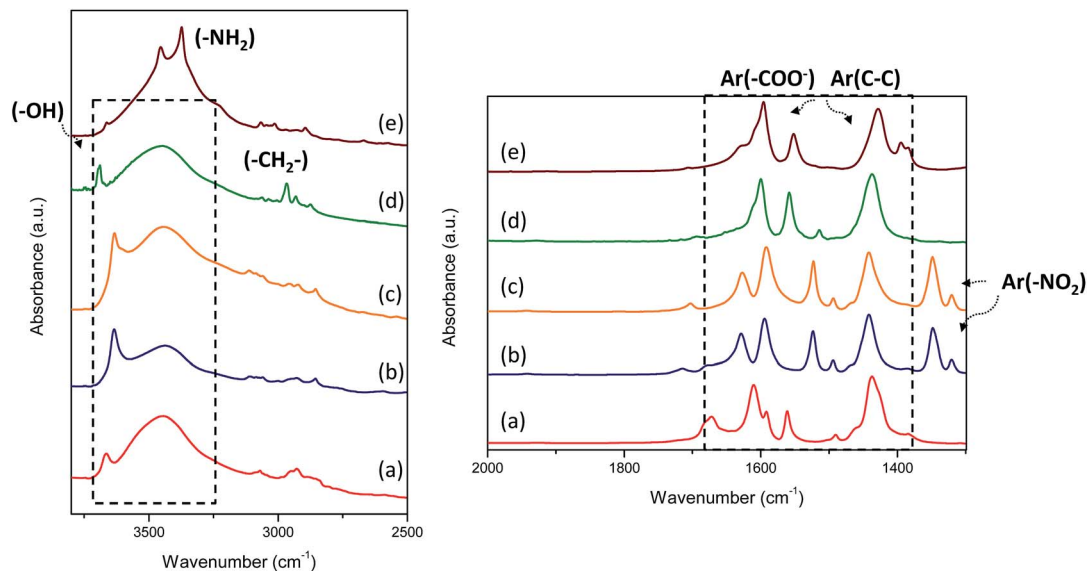 (-NH₂)
(-OH)
(e)
(-CH₂-)
(d)
(c)
(b)
(a)
Absorbance (a.u.)
3500 3000 2500
Wavenumber (cm⁻¹)
Ar(-COO⁻) Ar(C-C)
(e)
(d)
(c)
Ar(-NO₂)
(b)
(a)
Absorbance (a.u.)
2000 1800 1600 1400
Wavenumber (cm⁻¹)